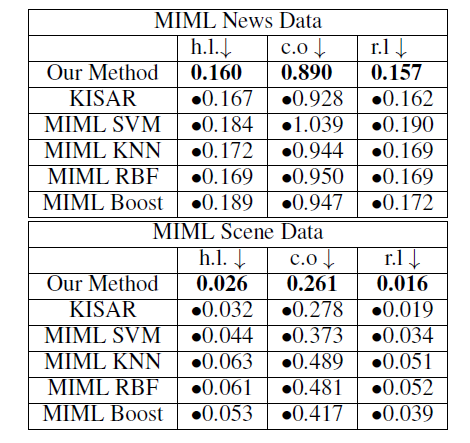 MIML News Data
h.l.↓ c.o ↓ r.l ↓
Our Method 0.160 0.890 0.157
KISAR ●0.167 ●0.928 ●0.162
MIML SVM ●0.184 ●1.039 ●0.190
MIML KNN ●0.172 ●0.944 ●0.169
MIML RBF ●0.169 ●0.950 ●0.169
MIML Boost ●0.189 ●0.947 ●0.172
MIML Scene Data
h.l. ↓ c.o ↓ r.l ↓
Our Method 0.026 0.261 0.016
KISAR ●0.032 ●0.278 ●0.019
MIML SVM ●0.044 ●0.373 ●0.034
MIML KNN ●0.063 ●0.489 ●0.051
MIML RBF ●0.061 ●0.481 ●0.052
MIML Boost ●0.053 ●0.417 ●0.039